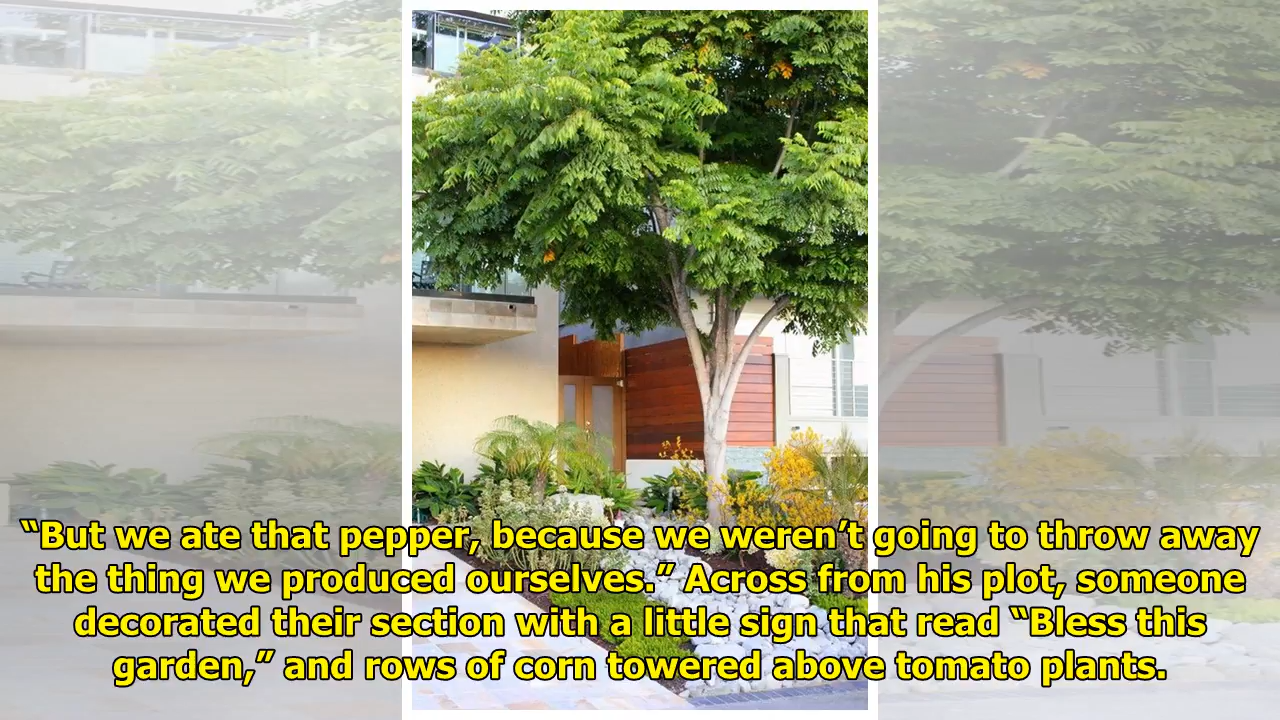 “But we ate that pepper, because we weren’t going to throw away
the thing we produced ourselves.” Across from his plot, someone
decorated their section with a little sign that read “Bless this
garden,” and rows of corn towered above tomato plants.